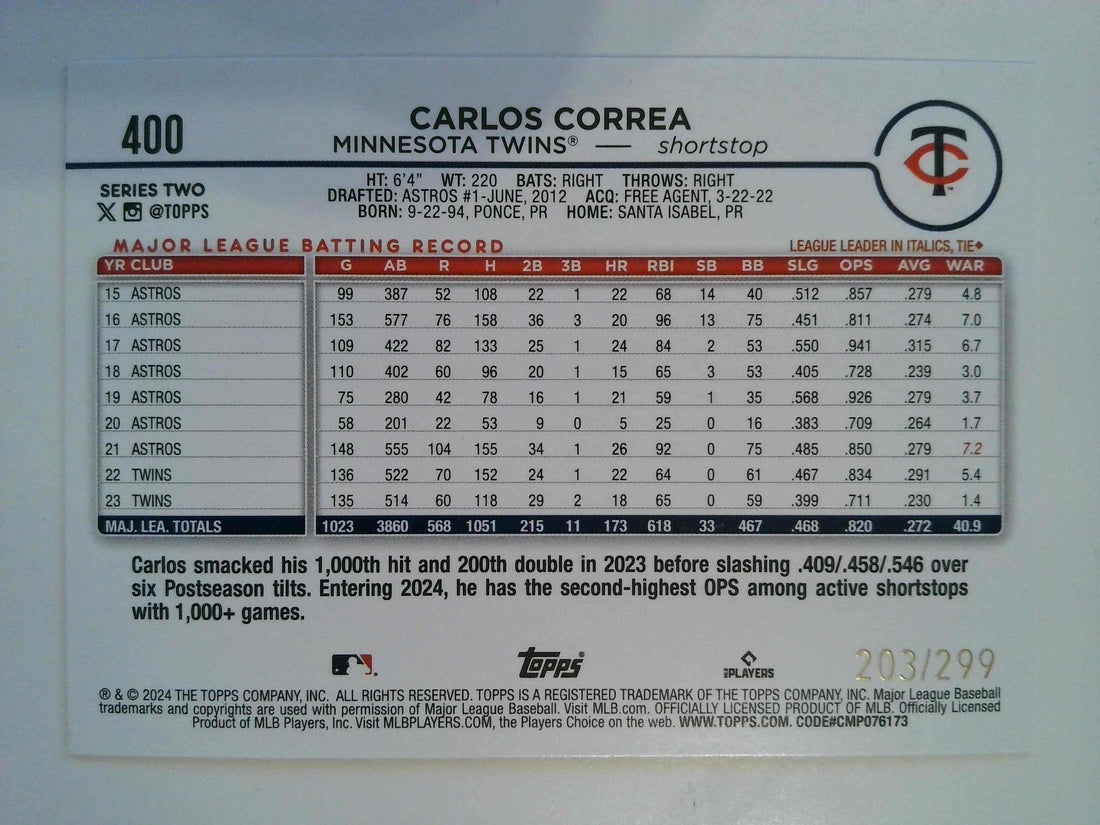 400
CARLOS CORREA
MINNESOTA TWINS® — shortstop
TC
™
SERIES TWO
X @TOPPS
HT: 6'4" WT: 220 BATS: RIGHT THROWS: RIGHT
DRAFTED: ASTROS #1-JUNE, 2012 ACQ: FREE AGENT, 3-22-22
BORN: 9-22-94, PONCE, PR HOME: SANTA ISABEL, PR
MAJOR LEAGUE BATTING RECORD LEAGUE LEADER IN ITALICS, TIE◆
YR CLUB G AB R H 2B 3B HR RBI SB BB SLG OPS AVG WAR
15 ASTROS 99 387 52 108 22 1 22 68 14 40 .512 .857 .279 4.8
16 ASTROS 153 577 76 158 36 3 20 96 13 75 .451 .811 .274 7.0
17 ASTROS 109 422 82 133 25 1 24 84 2 53 .550 .941 .315 6.7
18 ASTROS 110 402 60 96 20 1 15 65 3 53 .405 .728 .239 3.0
19 ASTROS 75 280 42 78 16 1 21 59 1 35 .568 .926 .279 3.7
20 ASTROS 58 201 22 53 9 0 5 25 0 16 .383 .709 .264 1.7
21 ASTROS 148 555 104 155 34 1 26 92 0 75 .485 .850 .279 7.2
22 TWINS 136 522 70 152 24 1 22 64 0 61 .467 .834 .291 5.4
23 TWINS 135 514 60 118 29 2 18 65 0 59 .399 .711 .230 1.4
MAJ. LEA. TOTALS 1023 3860 568 1051 215 11 173 618 33 467 .468 .820 .272 40.9
Carlos smacked his 1,000th hit and 200th double in 2023 before slashing .409/.458/.546 over
six Postseason tilts. Entering 2024, he has the second-highest OPS among active shortstops
with 1,000+ games.
Topps® PLAYERS 203/299
® & © 2024 THE TOPPS COMPANY, INC. ALL RIGHTS RESERVED. TOPPS IS A REGISTERED TRADEMARK OF THE TOPPS COMPANY, INC. Major League Baseball
trademarks and copyrights are used with permission of Major League Baseball. Visit MLB.com. OFFICIALLY LICENSED PRODUCT OF MLB. Officially Licensed
Product of MLB Players, Inc. Visit MLBPLAYERS.COM, the Players Choice on the web. WWW.TOPPS.COM. CODE#CMP076173